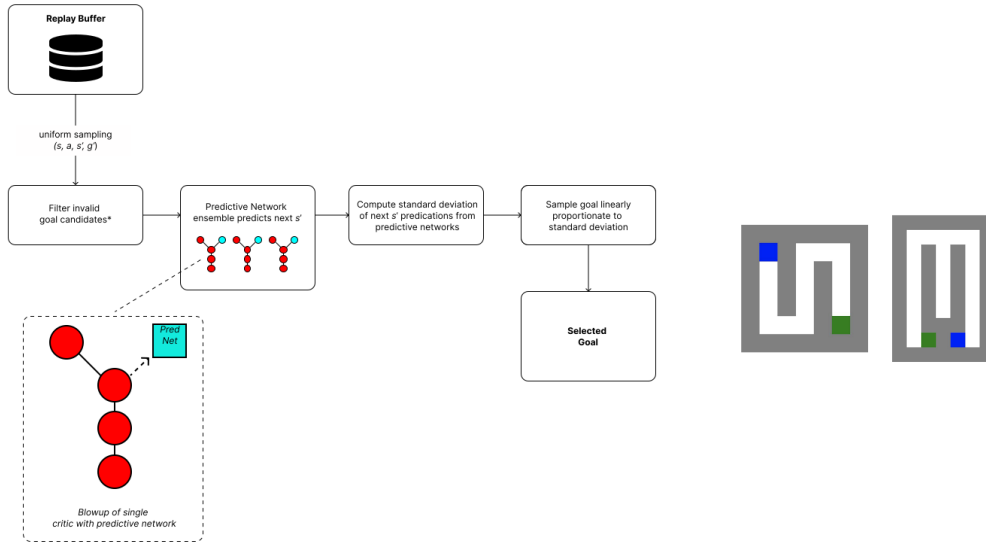 Replay Buffer
uniform sampling
(s, a, s', g')
Filter invalid
goal candidates*
Predictive Network
ensemble predicts next s'
Compute standard deviation
of next s' predications from
predictive networks
Sample goal linearly
proportionate to
standard deviation
Selected
Goal
Pred
Net
Blowup of single
critic with predictive network